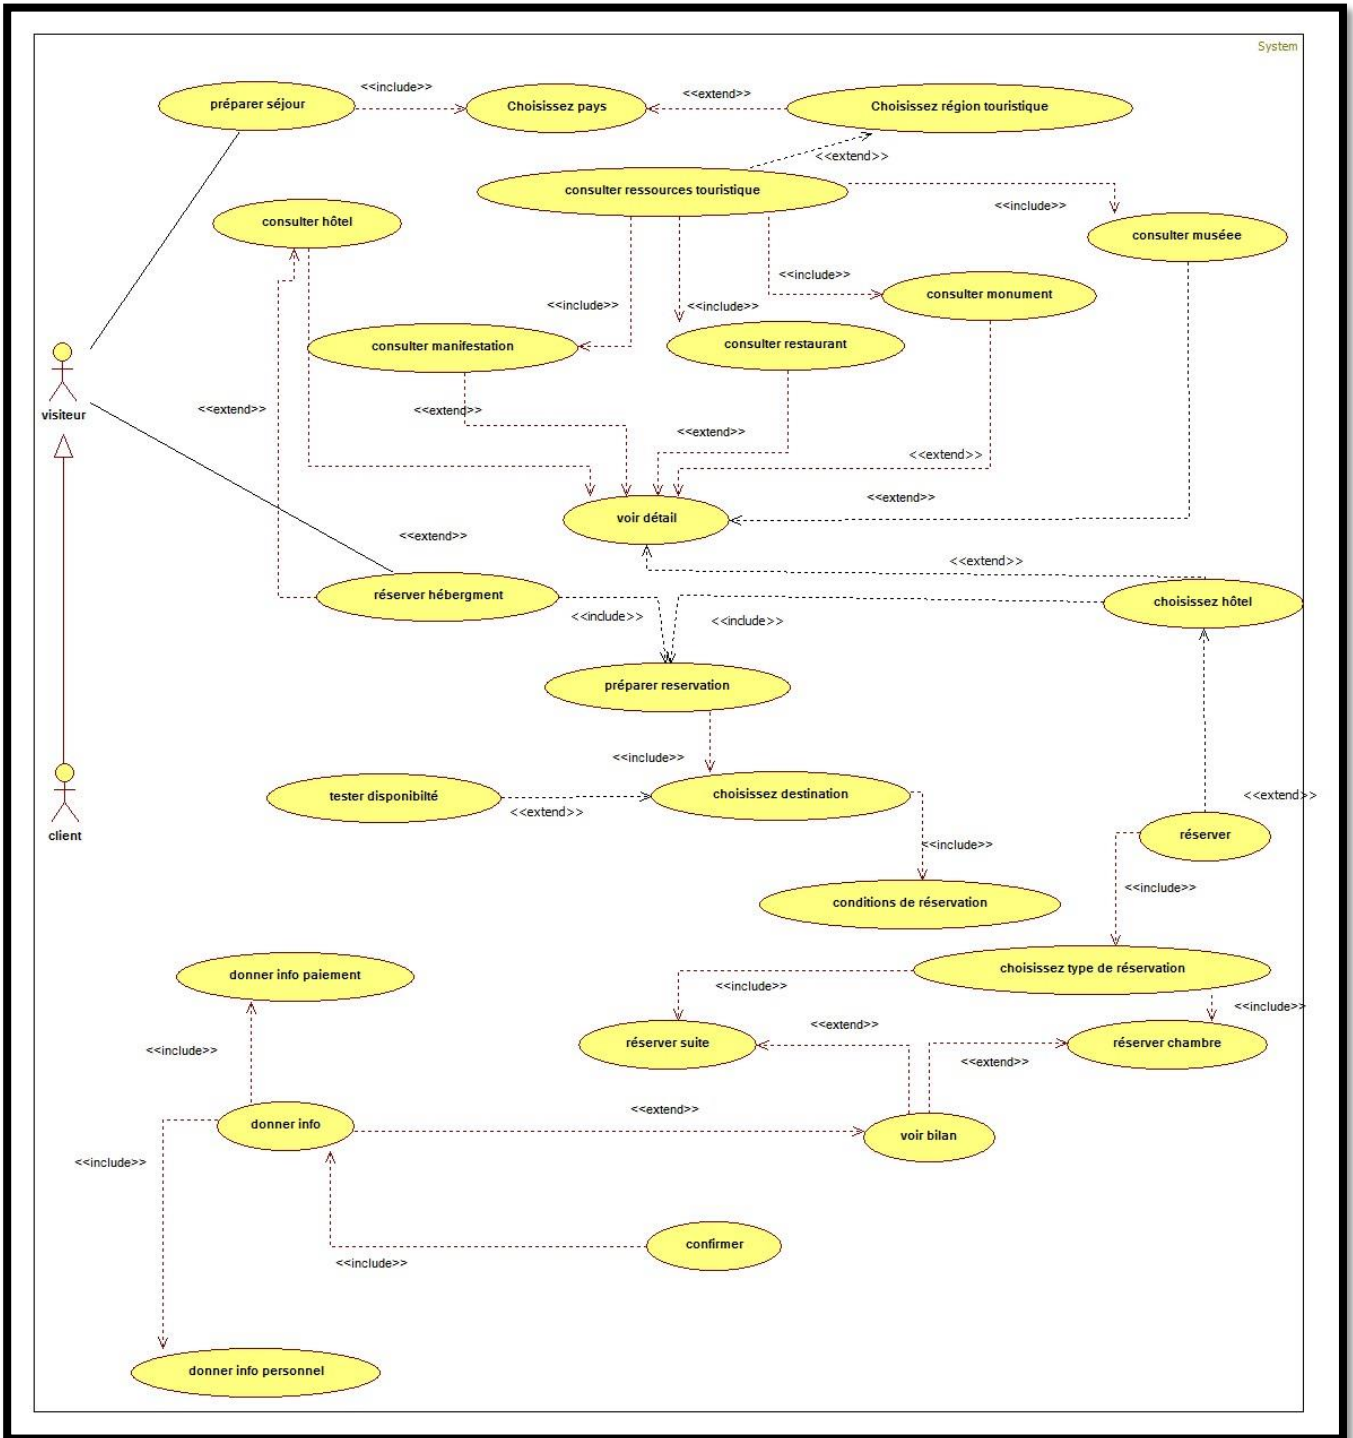 System
<<include>>
préparer séjour
Choisissez pays
<<extend>>
Choisissez région touristique
<<extend>>
consulter ressources touristique
<<include>>
consulter hôtel
consulter muséee
<<include>>
consulter monument
<<include>>
<<include>>
consulter manifestation
consulter restaurant
visiteur
<<extend>>
<<extend>>
<<extend>>
<<extend>>
<<extend>>
voir détail
<<extend>>
<<extend>>
réserver hébergment
choisissez hôtel
<<include>>
<<include>>
préparer reservation
<<include>>
tester disponibilté
choisissez destination
<<extend>>
<<extend>>
client
réserver
<<include>>
<<include>>
conditions de réservation
donner info paiement
choisissez type de réservation
<<include>>
<<include>>
<<extend>>
réserver suite
réserver chambre
<<include>>
<<extend>>
<<extend>>
donner info
voir bilan
<<include>>
confirmer
<<include>>
donner info personnel